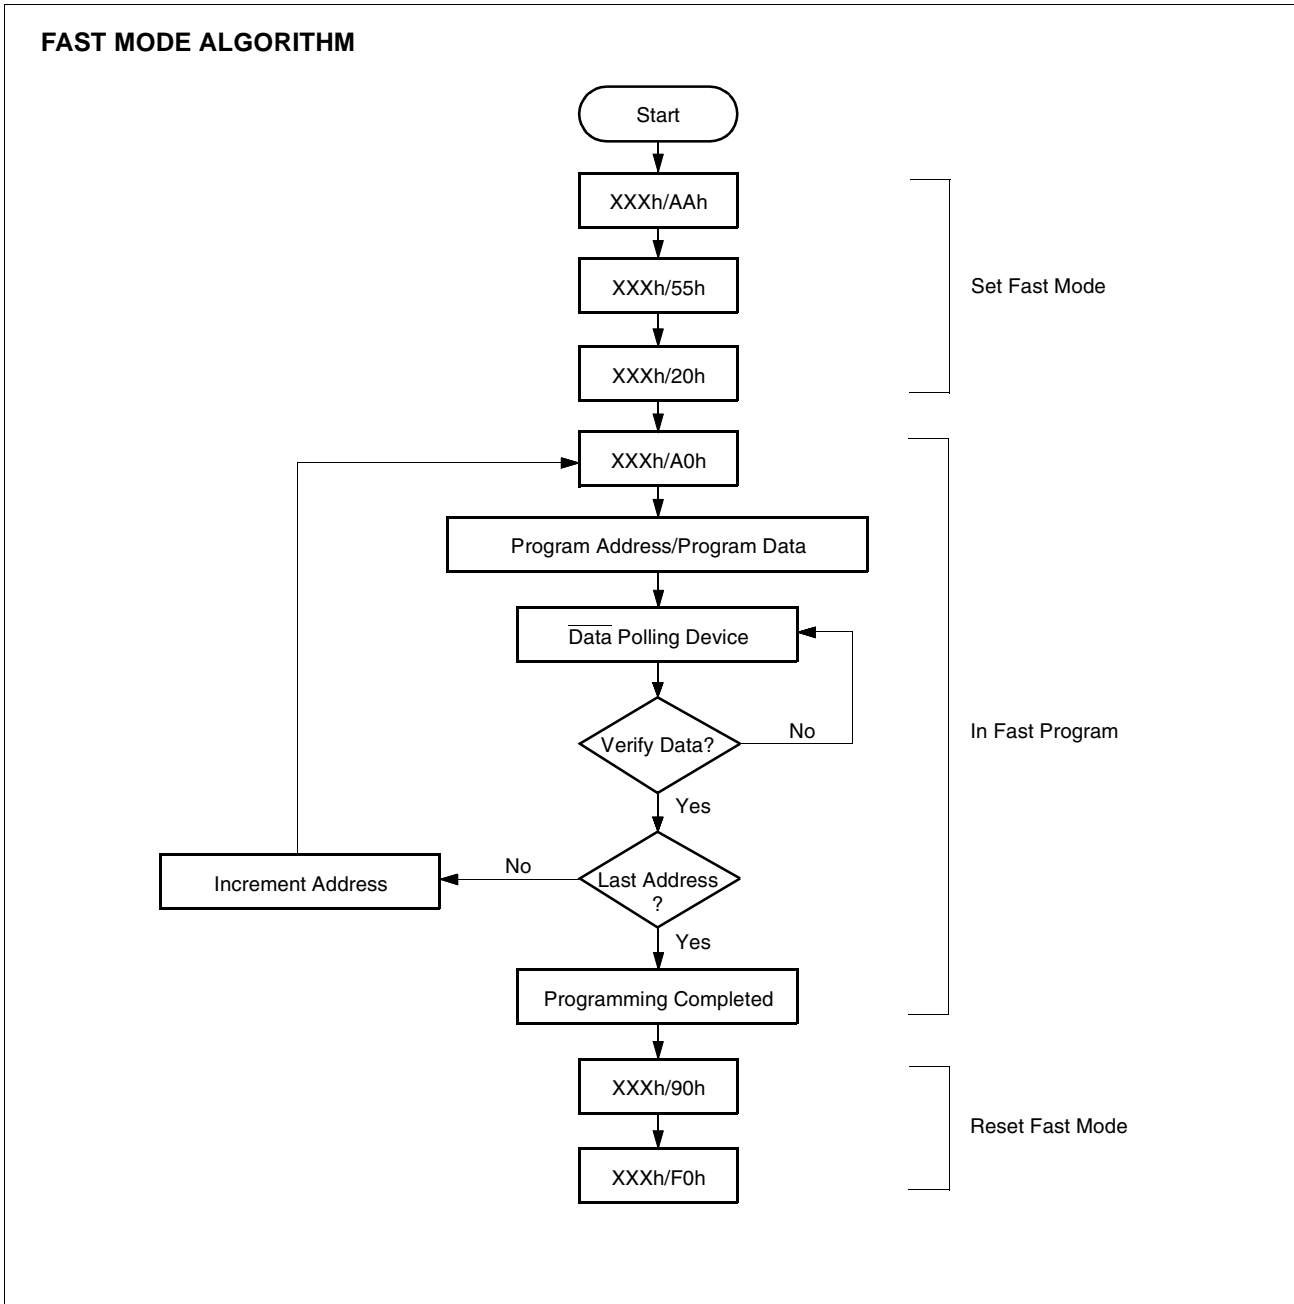 FAST MODE ALGORITHM
Start
XXXh/AAh
XXXh/55h
Set Fast Mode
XXXh/20h
XXXh/A0h
Program Address/Program Data
Data Polling Device
Verify Data?
No
In Fast Program
Yes
Last Address
?
No
Increment Address
Yes
Programming Completed
XXXh/90h
Reset Fast Mode
XXXh/F0h